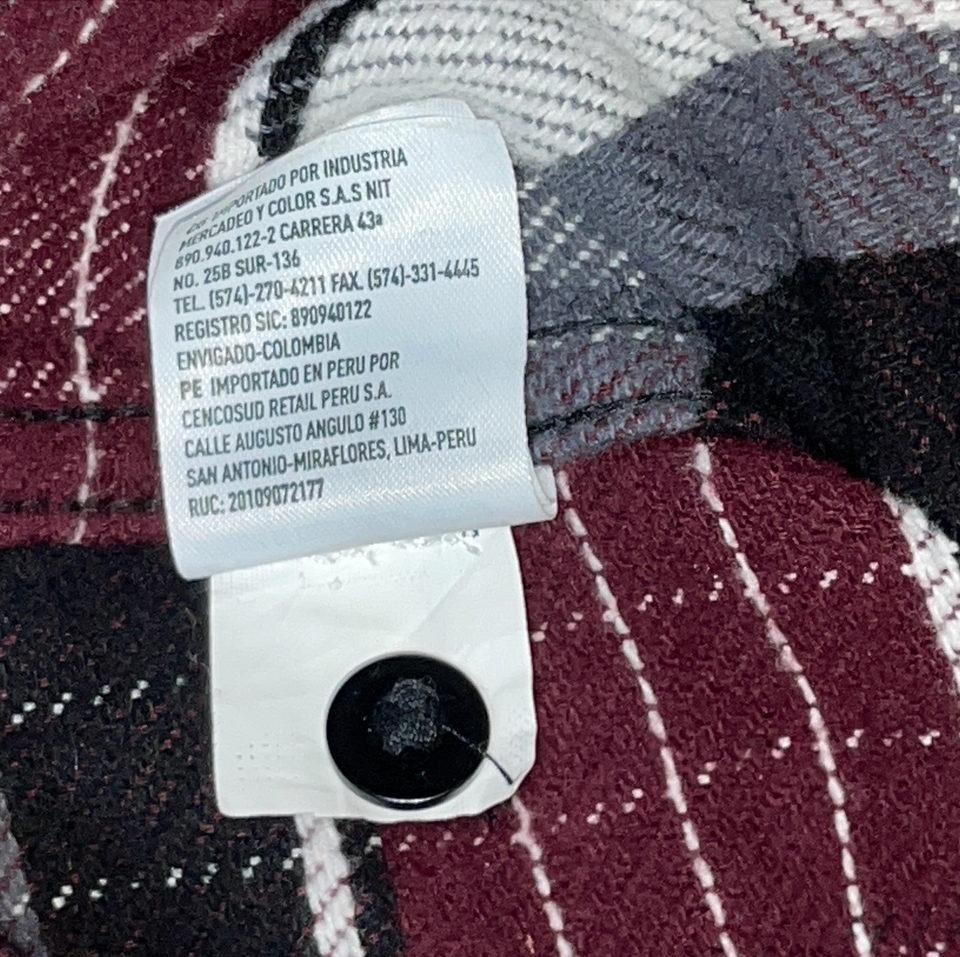 IMPORTADO POR INDUSTRIA
MERCADEO Y COLOR S.A.S NIT
890.940.122-2 CARRERA 43a
NO. 25B SUR-136
TEL. (574)-270-4211 FAX. (574)-331-4445
REGISTRO SIC: 890940122
ENVIGADO-COLOMBIA
PE IMPORTADO EN PERU POR
CENCOSUD RETAIL PERU S.A.
CALLE AUGUSTO ANGULO #130
SAN ANTONIO-MIRAFLORES, LIMA-PERU
RUC: 20109072177